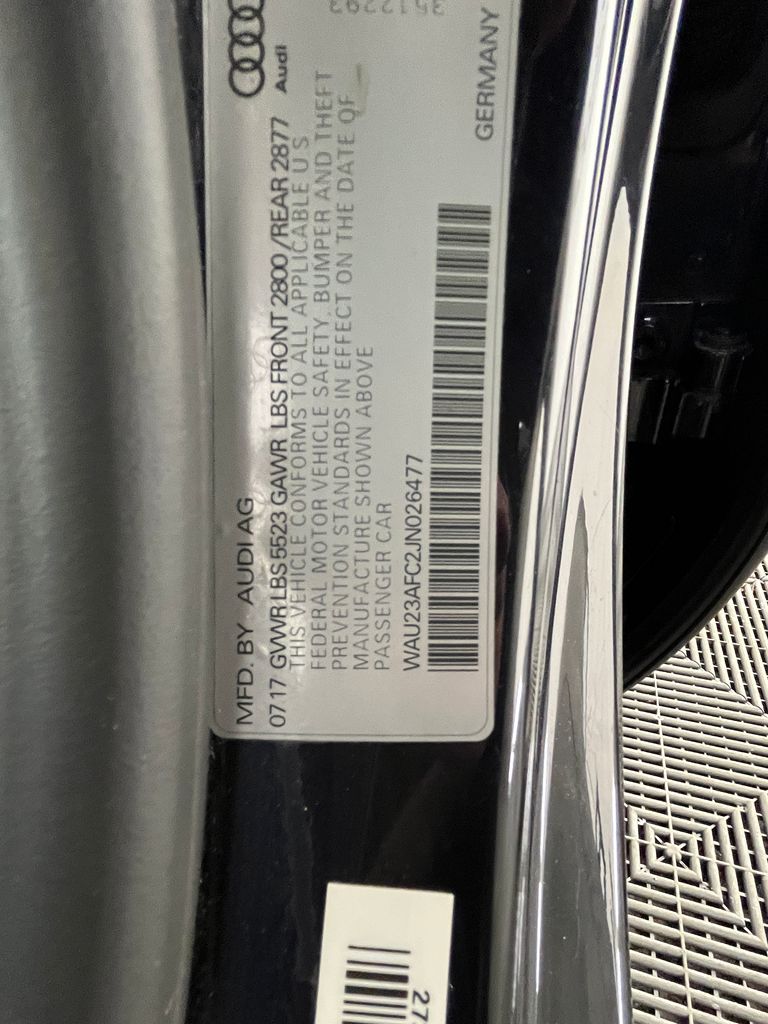 3512293
Audi
MFD. BY AUDI AG
0717 GVWR LBS 5523 GAWR LBS FRONT 2800 /REAR 2877
THIS VEHICLE CONFORMS TO ALL APPLICABLE U S
FEDERAL MOTOR VEHICLE SAFETY, BUMPER AND THEFT
PREVENTION STANDARDS IN EFFECT ON THE DATE OF
MANUFACTURE SHOWN ABOVE
PASSENGER CAR
WAU23AFC2JN026477
GERMANY